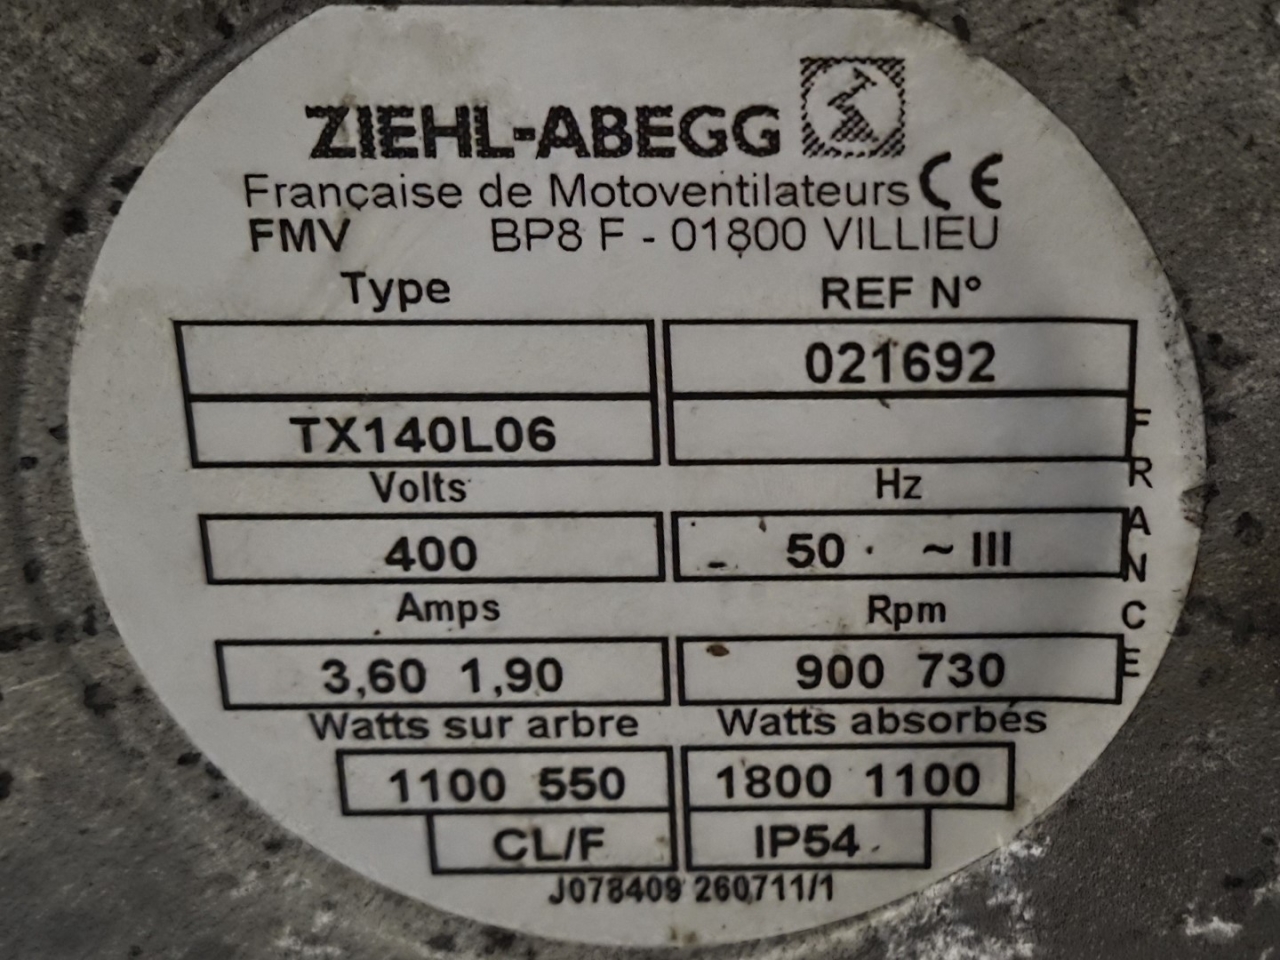 ZIEHL-ABEGG
Française de Motoventilateurs CE
FMV BP8 F - 01800 VILLIEU
Type REF N°
021692
TX140L06
Volts Hz
400 50 ~ III
Amps Rpm
3,60 1,90 900 730
Watts sur arbre Watts absorbés
1100 550 1800 1100
CL/F IP54
J078409 260711/1
FRANCE